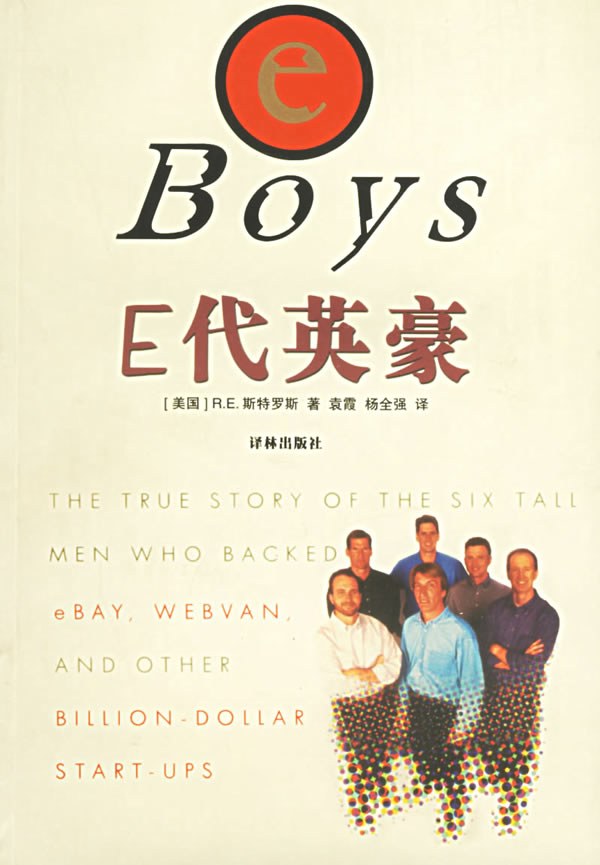 e
Boys
E代英豪
[美国] R.E.斯特罗斯 著 袁霞 杨全强 译
译林出版社
THE TRUE STORY OF THE SIX TALL
MEN WHO BACKED
eBAY, WEBVAN,
AND OTHER
BILLION-DOLLAR
START-UPS